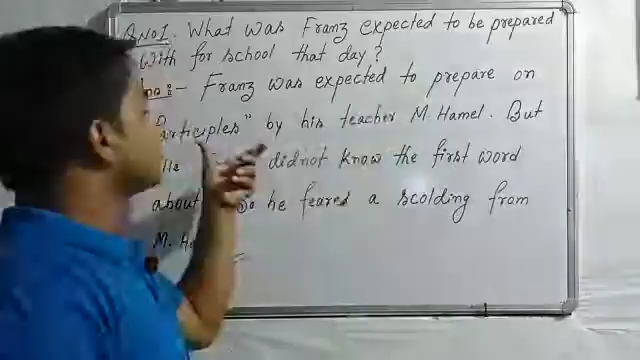 Q.No1. What was Franz expected to be prepared
with for school that day?
Ans:- Franz was expected to prepare on
Participles" by his teacher M. Hamel. But
didnot know the first word
about he feared a scolding from
M.